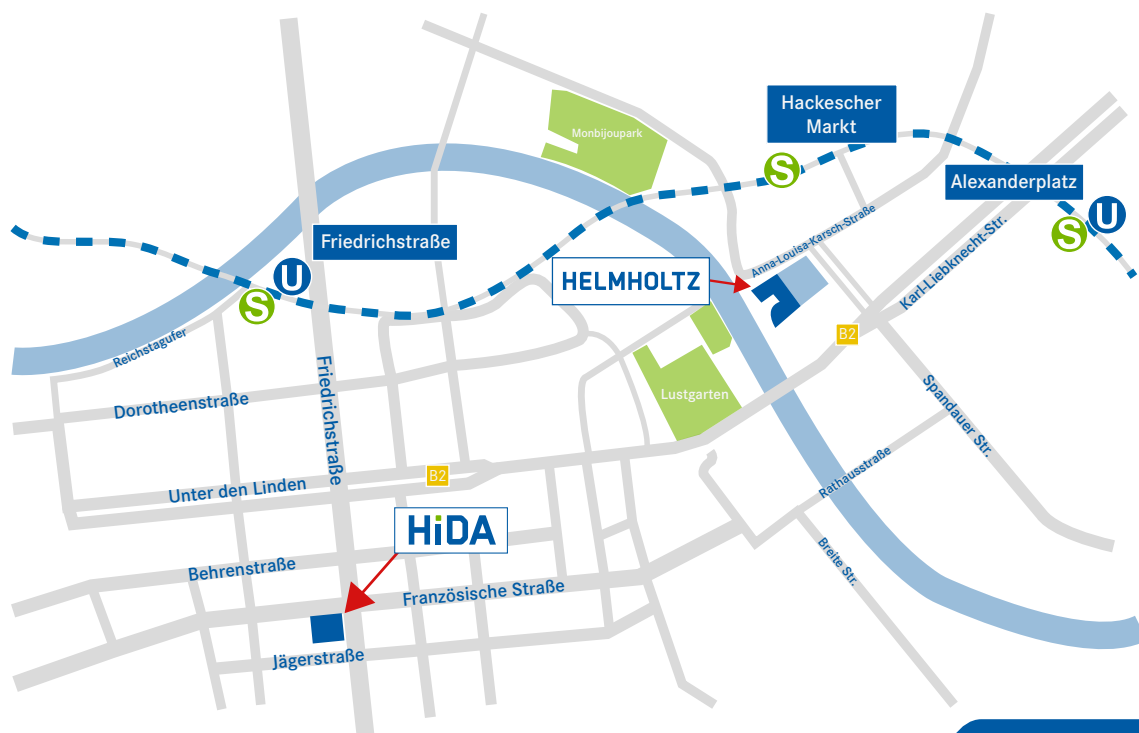 Hackescher
Markt
Monbijoupark
S
Alexanderplatz
S
U
Anna-Louisa-Karsch-Straße
Karl-Liebknecht-Str.
Friedrichstraße
U
S
HELMHOLTZ
B2
Reichstagufer
Friedrichstraße
Dorotheenstraße
Lustgarten
Spandauer Str.
Rathausstraße
Unter den Linden
B2
HiDA
Breite Str.
Behrenstraße
Französische Straße
Jägerstraße